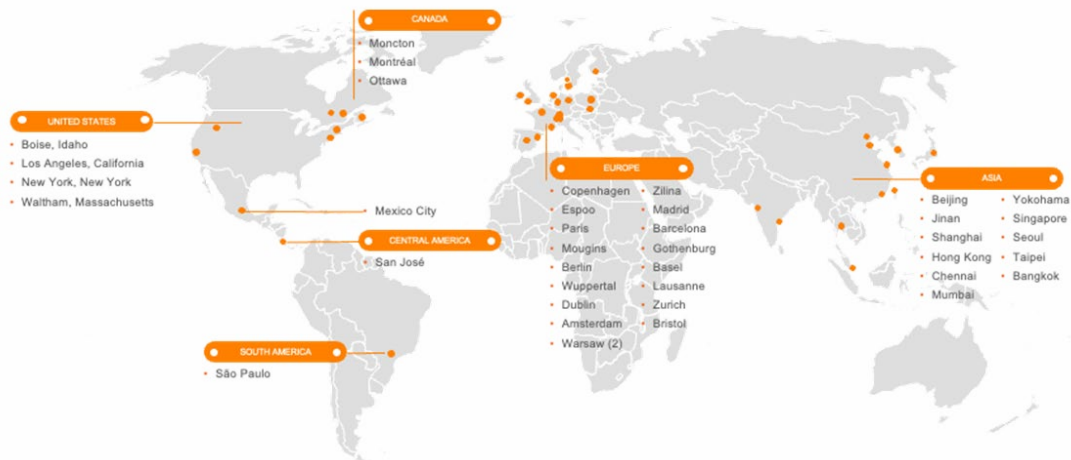 CANADA
Moncton
Montréal
Ottawa
UNITED STATES
Boise, Idaho
Los Angeles, California
New York, New York
Waltham, Massachusetts
Mexico City
CENTRAL AMERICA
San José
SOUTH AMERICA
São Paulo
EUROPE
Copenhagen
Espoo
Paris
Mougins
Berlin
Wuppertal
Dublin
Amsterdam
Warsaw (2)
Zilina
Madrid
Barcelona
Gothenburg
Basel
Lausanne
Zurich
Bristol
ASIA
Beijing
Jinan
Shanghai
Hong Kong
Chennai
Mumbai
Yokohama
Singapore
Seoul
Taipei
Bangkok